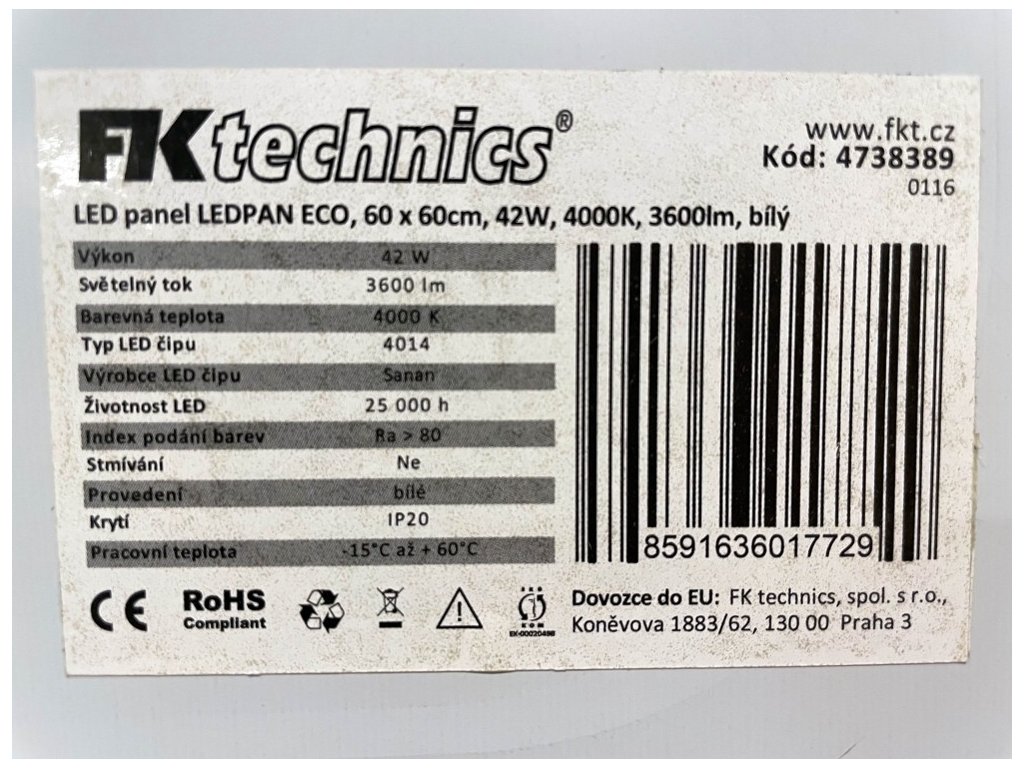 FKtechnics®
www.fkt.cz
Kód: 4738389
0116
LED panel LEDPAN ECO, 60 x 60cm, 42W, 4000K, 3600lm, bílý
Výkon 42 W
Světelný tok 3600 lm
Barevná teplota 4000 K
Typ LED čipu 4014
Výrobce LED čipu Sanan
Životnost LED 25 000 h
Index podání barev Ra > 80
Stmívání Ne
Provedení bílé
Krytí IP20
Pracovní teplota -15°C až + 60°C
8591636017729
CE
RoHS
Compliant
EK-00020498
Dovozce do EU: FK technics, spol. s r.o.,
Koněvova 1883/62, 130 00 Praha 3